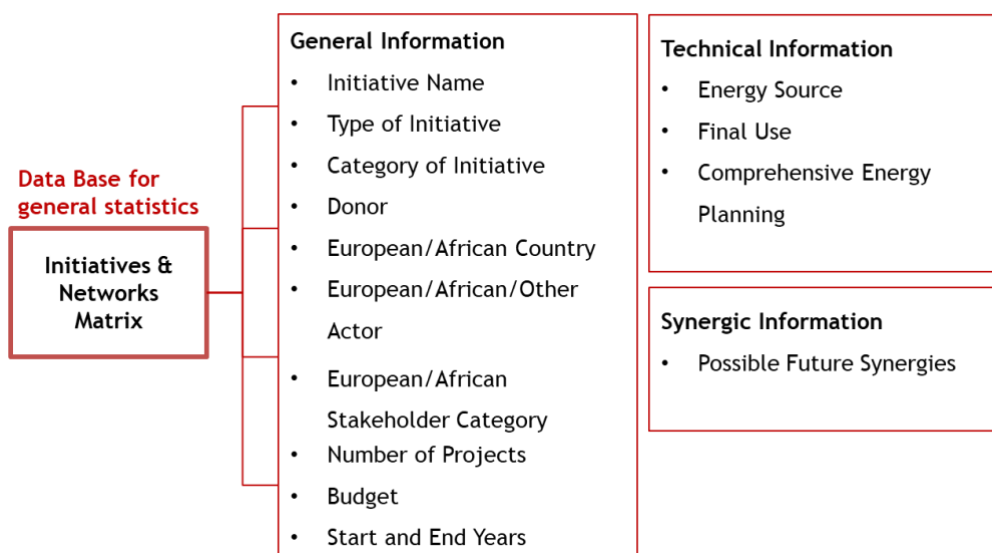 Data Base for
general statistics
Initiatives &
Networks
Matrix
General Information
• Initiative Name
• Type of Initiative
• Category of Initiative
• Donor
• European/African Country
• European/African/Other
Actor
• European/African
Stakeholder Category
• Number of Projects
• Budget
• Start and End Years
Technical Information
• Energy Source
• Final Use
• Comprehensive Energy
Planning
Synergic Information
• Possible Future Synergies